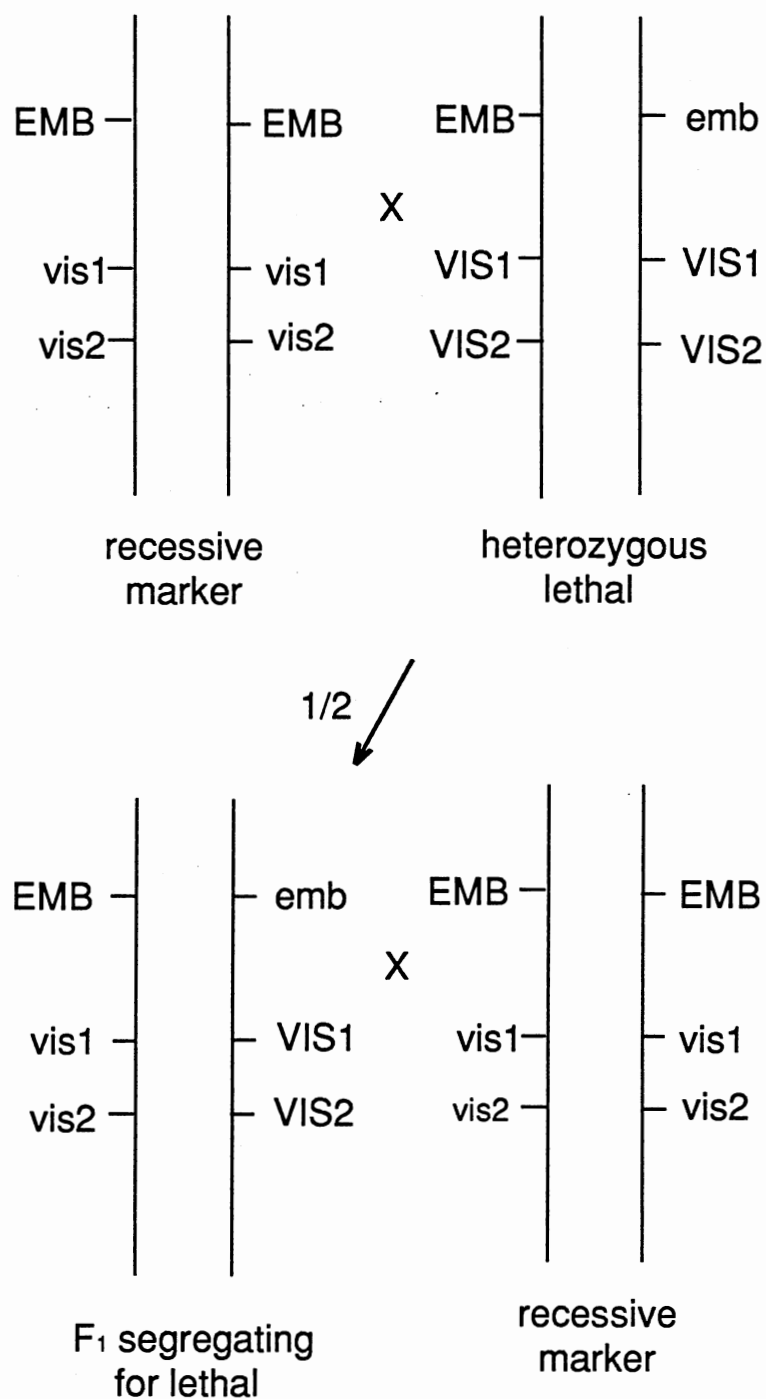 EMB EMB EMB emb
X
vis1 vis1 VIS1 VIS1
vis2 vis2 VIS2 VIS2
recessive
marker
heterozygous
lethal
1/2
EMB emb EMB EMB
X
vis1 VIS1 vis1 vis1
vis2 VIS2 vis2 vis2
F1 segregating
for lethal
recessive
marker